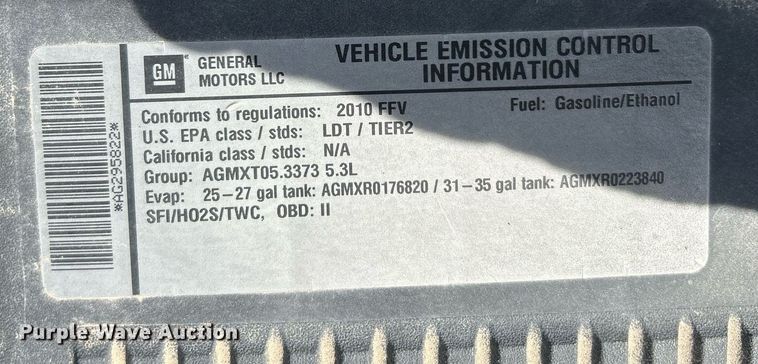 *AG295822*
GM
GENERAL
MOTORS LLC
VEHICLE EMISSION CONTROL
INFORMATION
Conforms to regulations: 2010 FFV
Fuel: Gasoline/Ethanol
U.S. EPA class / stds: LDT / TIER2
California class / stds: N/A
Group: AGMXT05.3373 5.3L
Evap: 25-27 gal tank: AGMXR0176820 / 31-35 gal tank: AGMXR0223840
SFI/HO2S/TWC, OBD: II
Purple Wave Auction